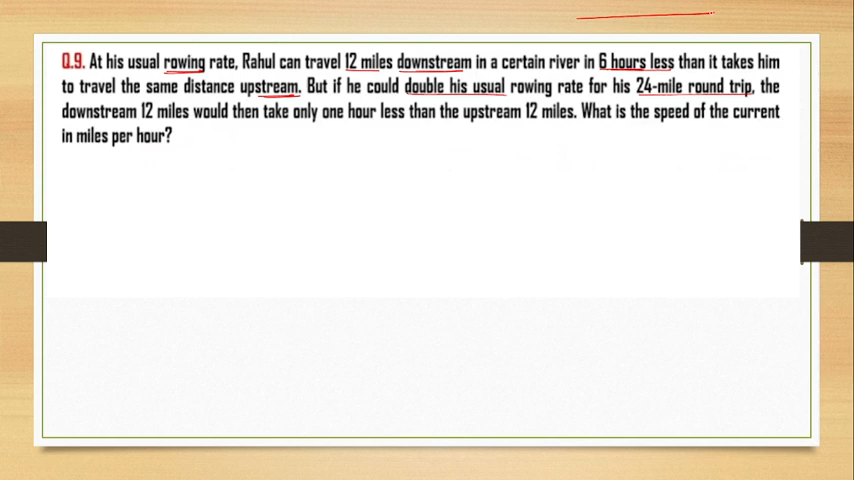 Q.9. At his usual rowing rate, Rahul can travel 12 miles downstream in a certain river in 6 hours less than it takes him
to travel the same distance upstream. But if he could double his usual rowing rate for his 24-mile round trip, the
downstream 12 miles would then take only one hour less than the upstream 12 miles. What is the speed of the current
in miles per hour?